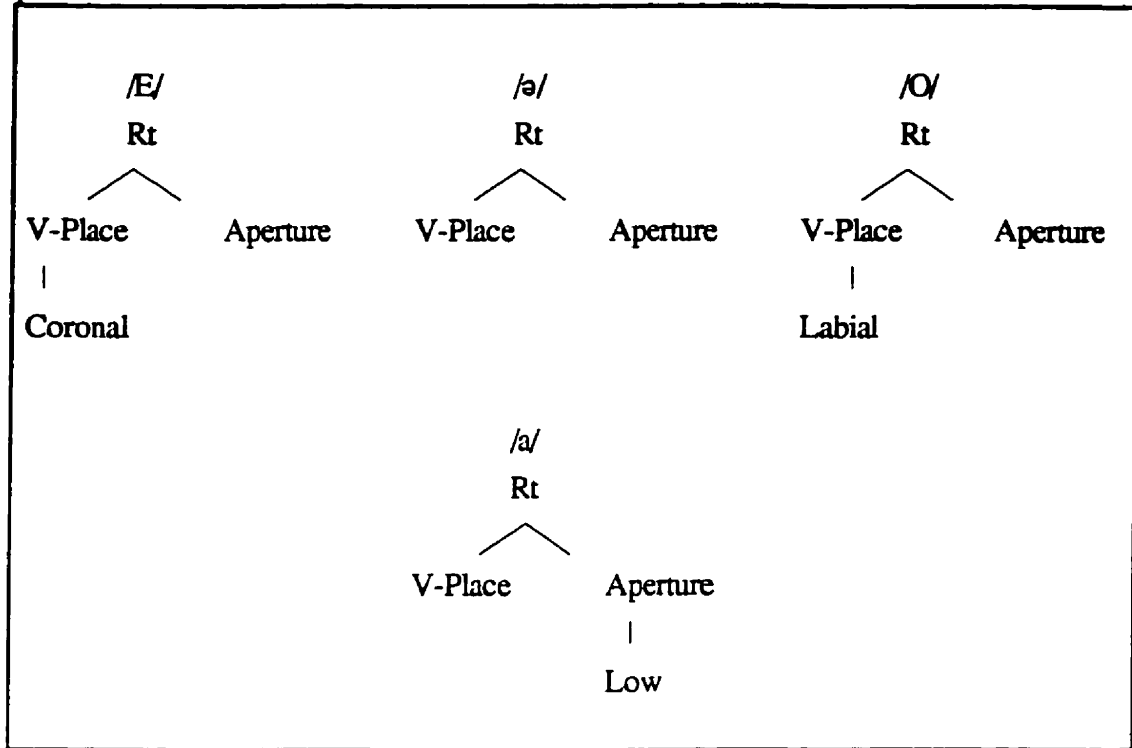 /E/ /ə/ /O/
Rt Rt Rt
V-Place Aperture V-Place Aperture V-Place Aperture
| |
Coronal Labial
/a/
Rt
V-Place Aperture
|
Low